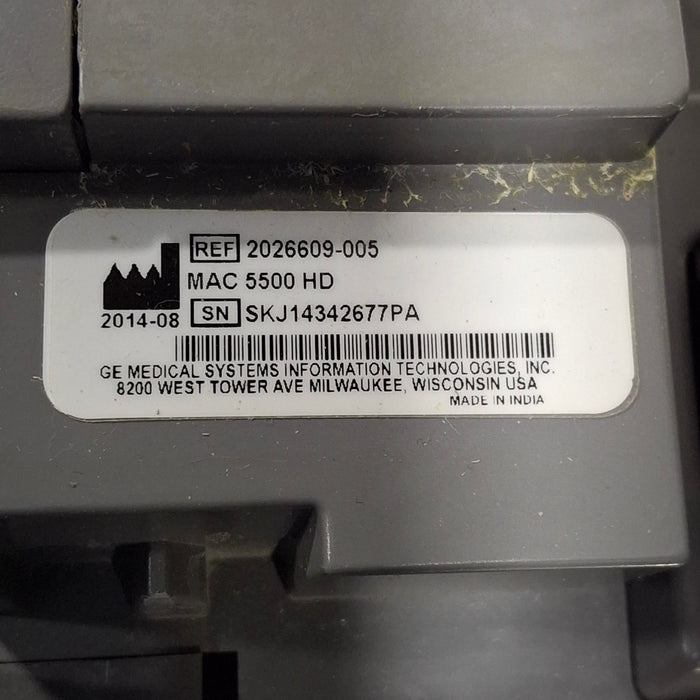 REF 2026609-005
MAC 5500 HD
2014-08 SN SKJ14342677PA
GE MEDICAL SYSTEMS INFORMATION TECHNOLOGIES, INC.
8200 WEST TOWER AVE MILWAUKEE, WISCONSIN USA
MADE IN INDIA